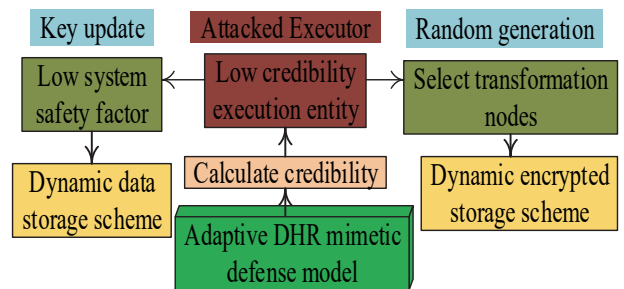 Key update
Attacked Executor
Random generation
Low system
safety factor
Low credibility
execution entity
Select transformation
nodes
Dynamic data
storage scheme
Calculate credibility
Dynamic encrypted
storage scheme
Adaptive DHR mimetic
defense model